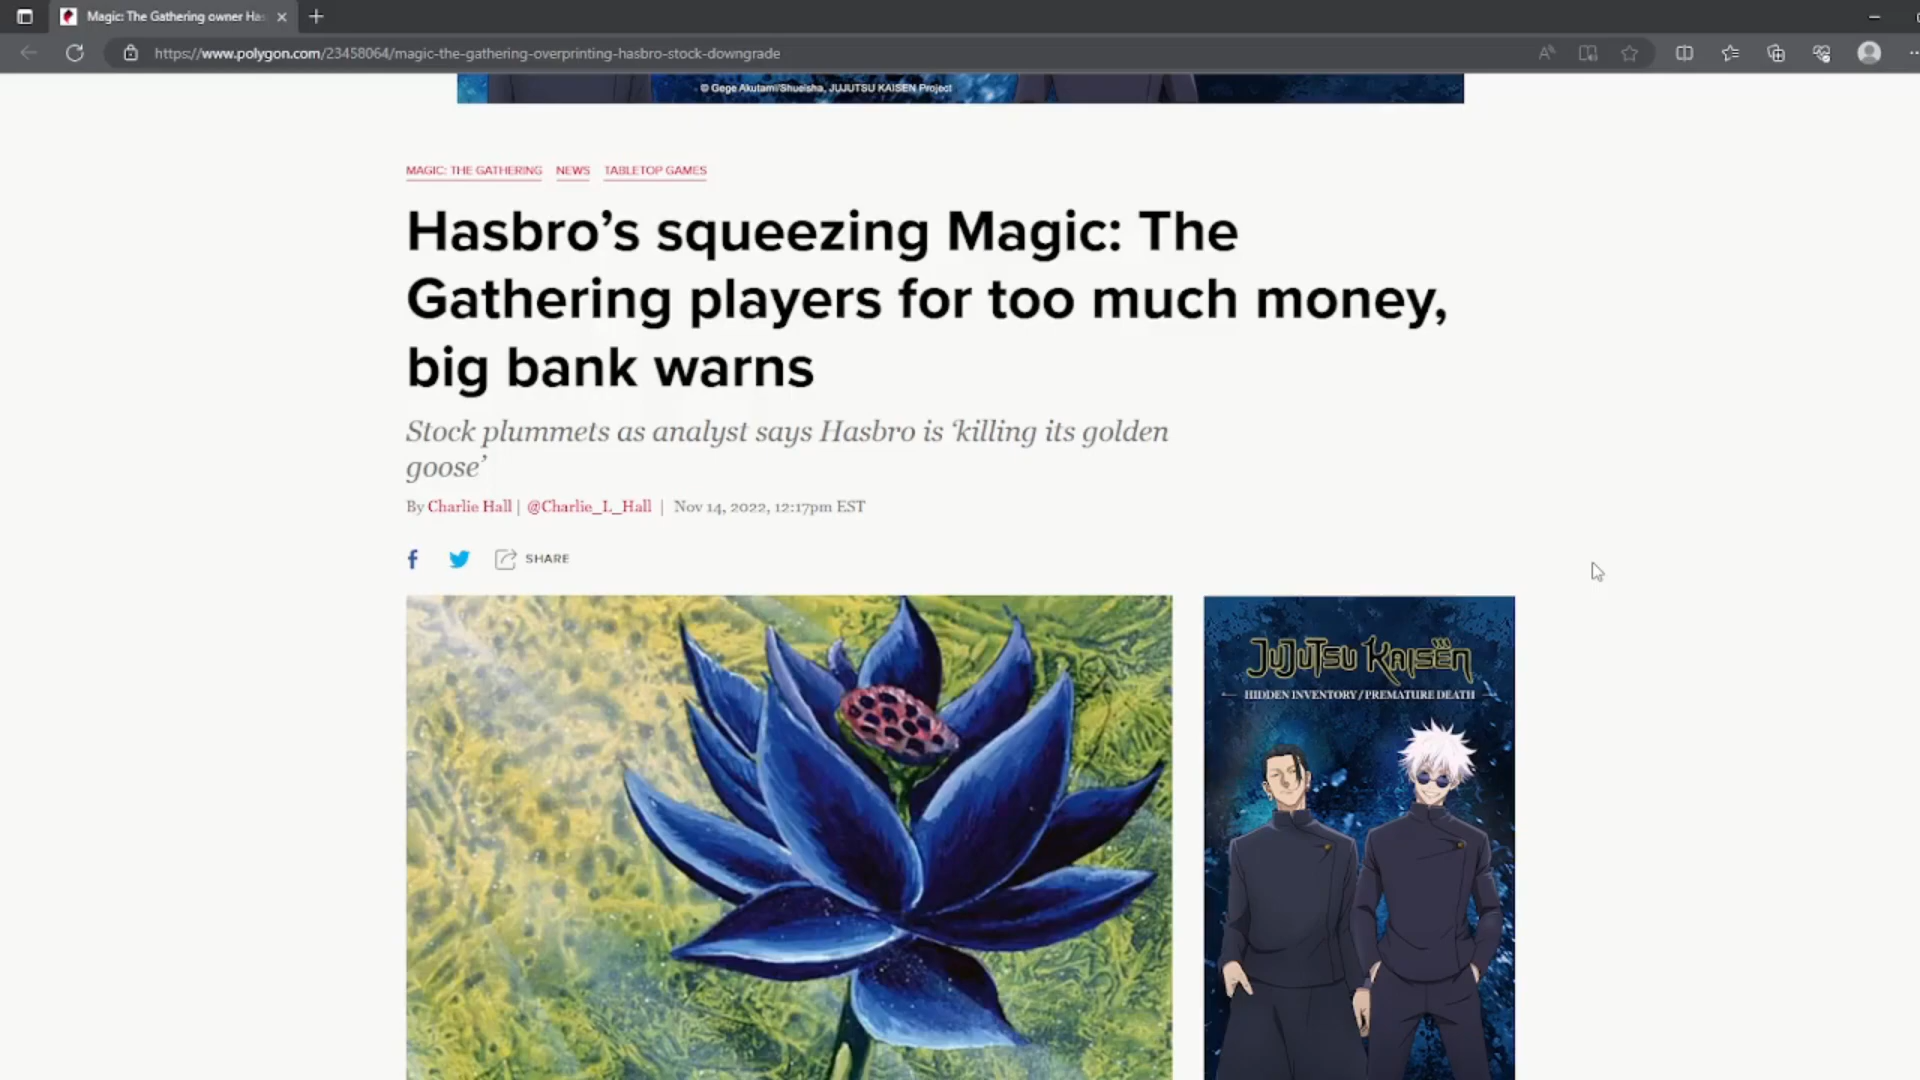 Magic: The Gathering owner Has
https://www.polygon.com/23458064/magic-the-gathering-overprinting-hasbro-stock-downgrade
© Gege Akutami/Shueisha, JUJUTSU KAISEN Project
MAGIC: THE GATHERING NEWS TABLETOP GAMES
Hasbro’s squeezing Magic: The
Gathering players for too much money,
big bank warns
Stock plummets as analyst says Hasbro is ‘killing its golden
goose’
By Charlie Hall | @Charlie_L_Hall | Nov 14, 2022, 12:17pm EST
SHARE
JUJUTSU KAISEN
HIDDEN INVENTORY / PREMATURE DEATH